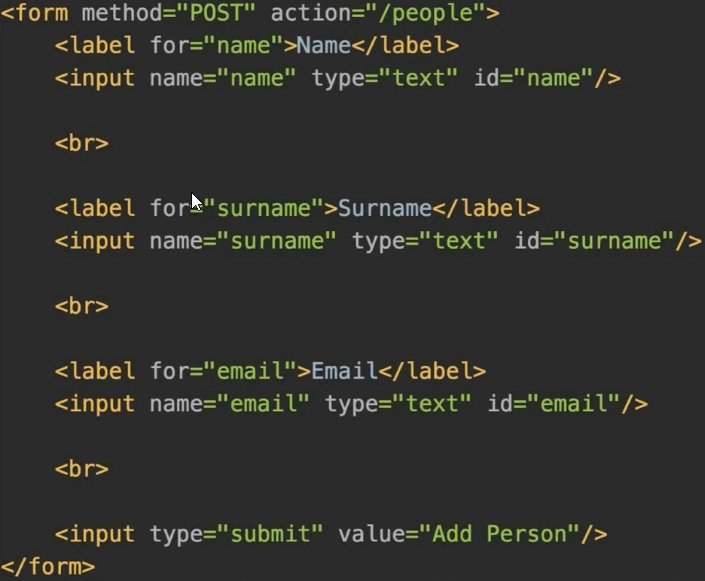 <form method="POST" action="/people">
<label for="name">Name</label>
<input name="name" type="text" id="name"/>
<br>
<label for="surname">Surname</label>
<input name="surname" type="text" id="surname"/>
<br>
<label for="email">Email</label>
<input name="email" type="text" id="email"/>
<br>
<input type="submit" value="Add Person"/>
</form>